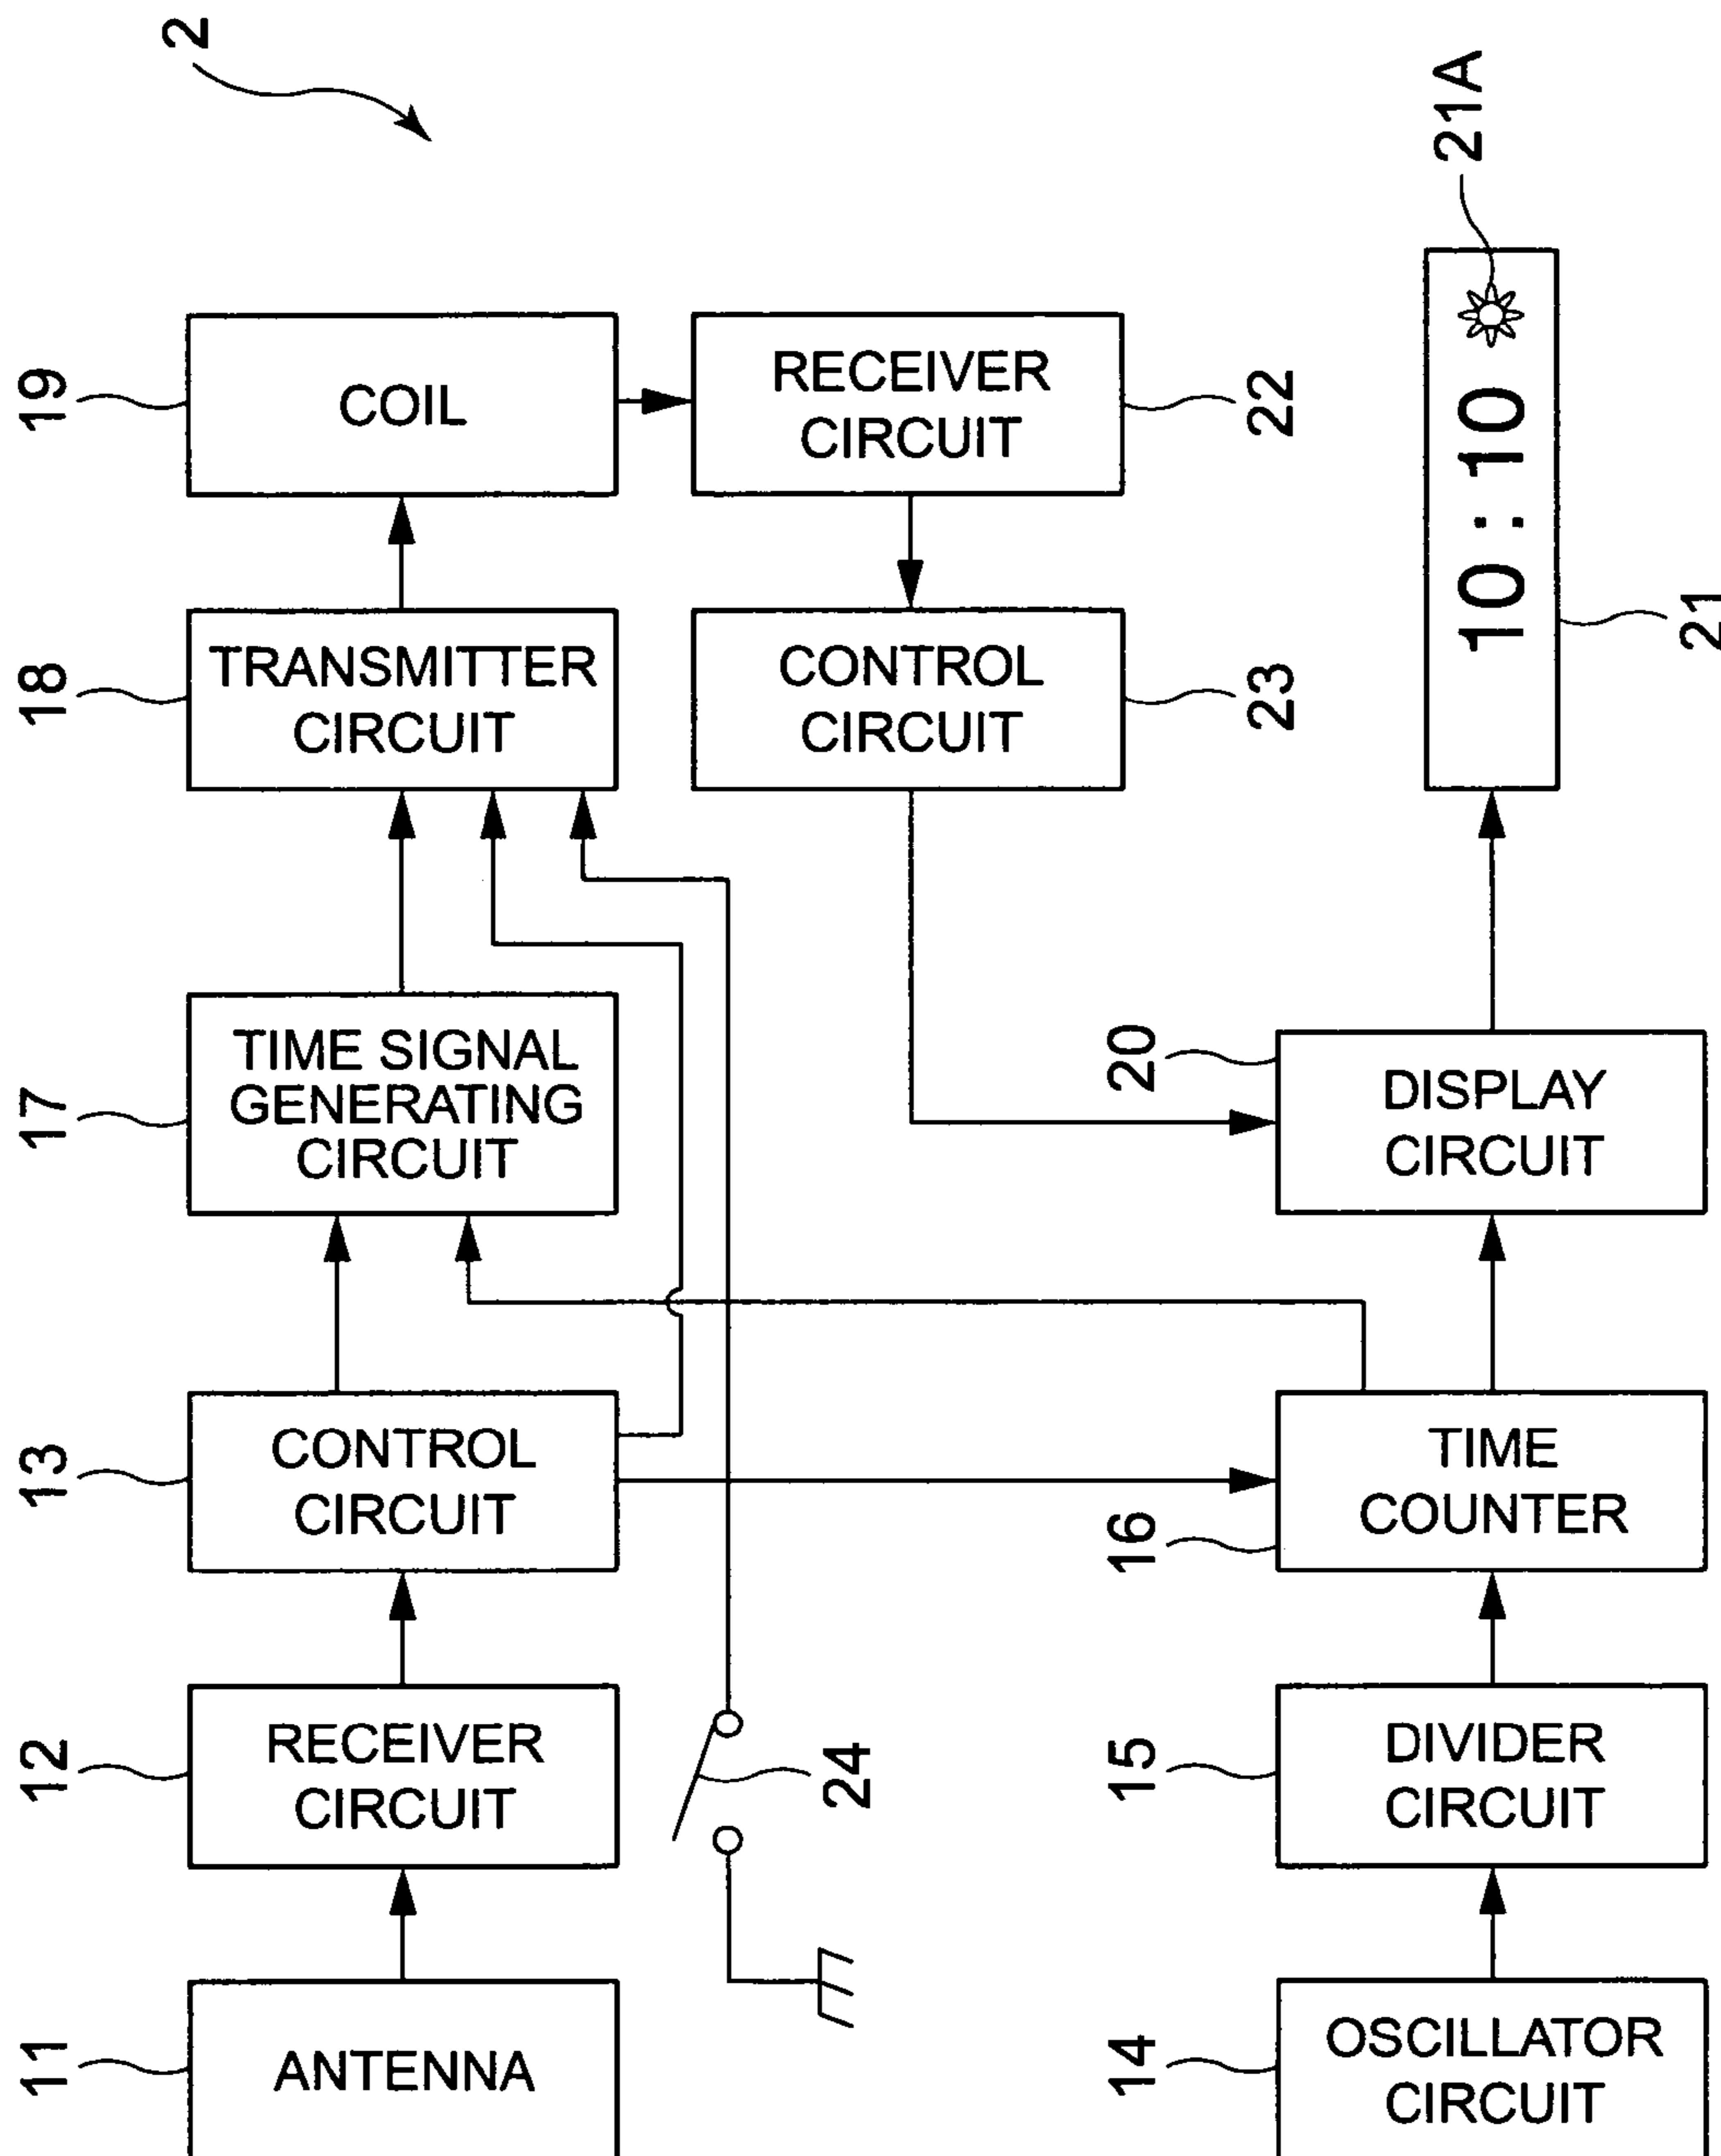 2
11
ANTENNA
12
RECEIVER
CIRCUIT
13
CONTROL
CIRCUIT
17
TIME SIGNAL
GENERATING
CIRCUIT
18
TRANSMITTER
CIRCUIT
19
COIL
RECEIVER
CIRCUIT
22
CONTROL
CIRCUIT
23
24
14
OSCILLATOR
CIRCUIT
15
DIVIDER
CIRCUIT
16
TIME
COUNTER
20
DISPLAY
CIRCUIT
10:10
21
21A